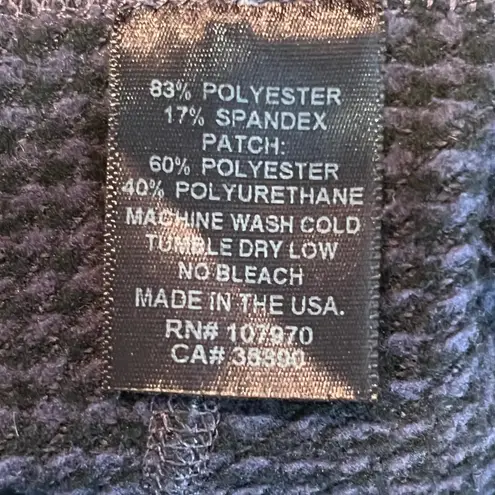 83% POLYESTER
17% SPANDEX
PATCH:
60% POLYESTER
40% POLYURETHANE
MACHINE WASH COLD
TUMBLE DRY LOW
NO BLEACH
MADE IN THE USA.
RN# 107970
CA#